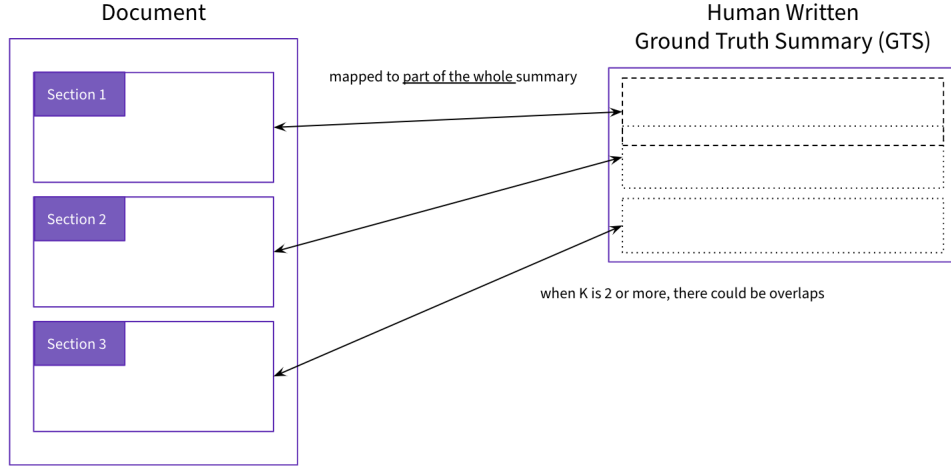 Document
Human Written
Ground Truth Summary (GTS)
mapped to part of the whole summary
Section 1
Section 2
when K is 2 or more, there could be overlaps
Section 3